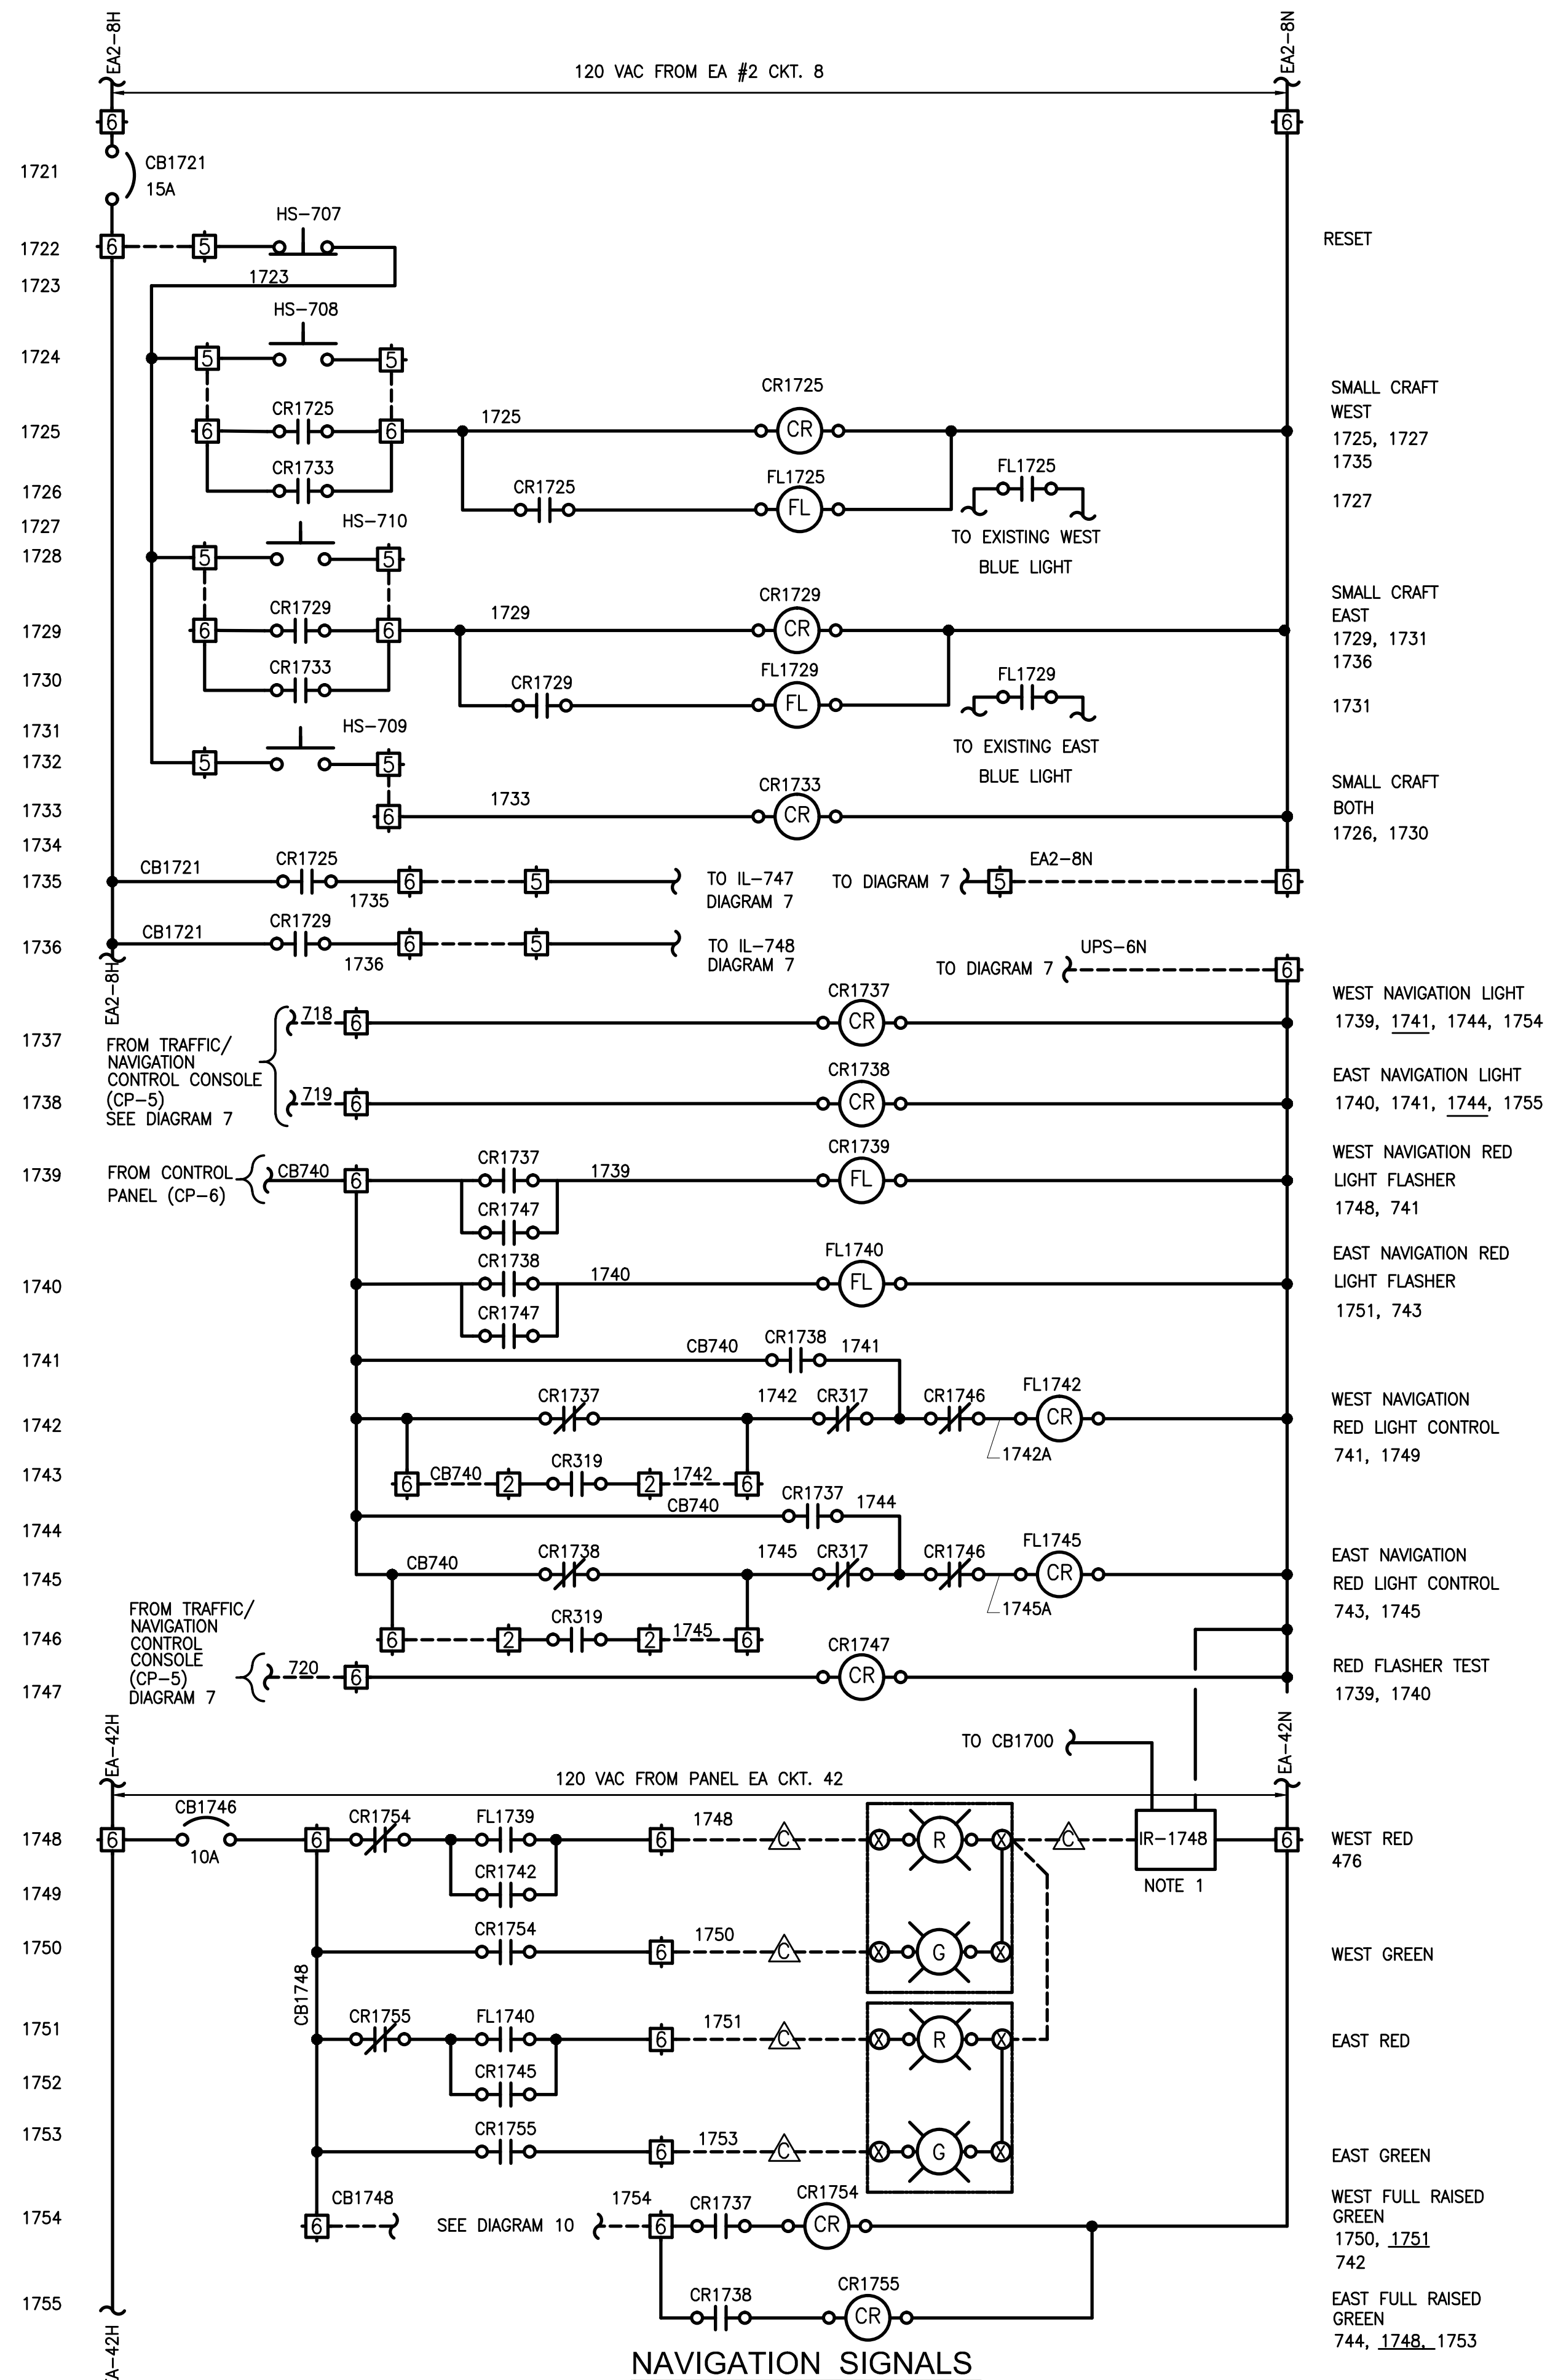 EA2-8H
EA2-8N
120 VAC FROM EA #2 CKT. 8
6
6
1721
CB1721
15A
HS-707
1722
6
5
RESET
1723
1723
HS-708
1724
5
5
CR1725
CR1725
SMALL CRAFT
WEST
1725, 1727
1735
1725
6
6
1725
CR
CR1733
CR1725
FL1725
FL1725
1726
FL
1727
TO EXISTING WEST
BLUE LIGHT
1727
HS-710
1728
5
5
CR1729
1729
CR1729
SMALL CRAFT
EAST
1729, 1731
1736
1729
6
6
CR
CR1733
CR1729
FL1729
FL1729
1730
FL
1731
TO EXISTING EAST
BLUE LIGHT
1731
HS-709
1732
5
5
1733
CR1733
SMALL CRAFT
BOTH
1726, 1730
1733
6
CR
1734
CB1721
CR1725
EA2-8N
1735
6
5
TO IL-747
DIAGRAM 7
TO DIAGRAM 7
5
6
1735
CB1721
CR1729
1736
6
5
TO IL-748
DIAGRAM 7
1736
EA2-8H
UPS-6N
TO DIAGRAM 7
6
1737
FROM TRAFFIC/
NAVIGATION
CONTROL CONSOLE
(CP-5)
SEE DIAGRAM 7
718
6
CR1737
CR
WEST NAVIGATION LIGHT
1739, 1741, 1744, 1754
1738
719
6
CR1738
CR
EAST NAVIGATION LIGHT
1740, 1741, 1744, 1755
1739
FROM CONTROL
PANEL (CP-6)
CB740
6
CR1737
1739
CR1739
FL
WEST NAVIGATION RED
LIGHT FLASHER
1748, 741
CR1747
1740
CR1738
1740
FL1740
FL
EAST NAVIGATION RED
LIGHT FLASHER
1751, 743
CR1747
1741
CB740
CR1738
1741
1742
CR1737
1742
CR317
CR1746
FL1742
CR
1742A
WEST NAVIGATION
RED LIGHT CONTROL
741, 1749
1743
6
CB740
2
CR319
2
1742
6
1744
CB740
CR1737
1744
1745
CB740
CR1738
1745
CR317
CR1746
FL1745
CR
1745A
EAST NAVIGATION
RED LIGHT CONTROL
743, 1745
1746
6
2
CR319
2
1745
6
1747
FROM TRAFFIC/
NAVIGATION
CONTROL
CONSOLE
(CP-5)
DIAGRAM 7
720
6
CR1747
CR
RED FLASHER TEST
1739, 1740
EA-42H
EA-42N
TO CB1700
120 VAC FROM PANEL EA CKT. 42
1748
6
CB1746
10A
6
CR1754
FL1739
6
1748
C
X
R
X
C
IR-1748
NOTE 1
6
WEST RED
476
1749
CR1742
1750
CR1754
6
1750
C
X
G
X
WEST GREEN
CB1748
1751
CR1755
FL1740
6
1751
C
X
R
X
EAST RED
1752
CR1745
1753
CR1755
6
1753
C
X
G
X
EAST GREEN
1754
6
CB1748
SEE DIAGRAM 10
1754
6
CR1737
CR1754
CR
WEST FULL RAISED
GREEN
1750, 1751
742
1755
CR1738
CR1755
CR
EAST FULL RAISED
GREEN
744, 1748, 1753
EA-42H
NAVIGATION SIGNALS